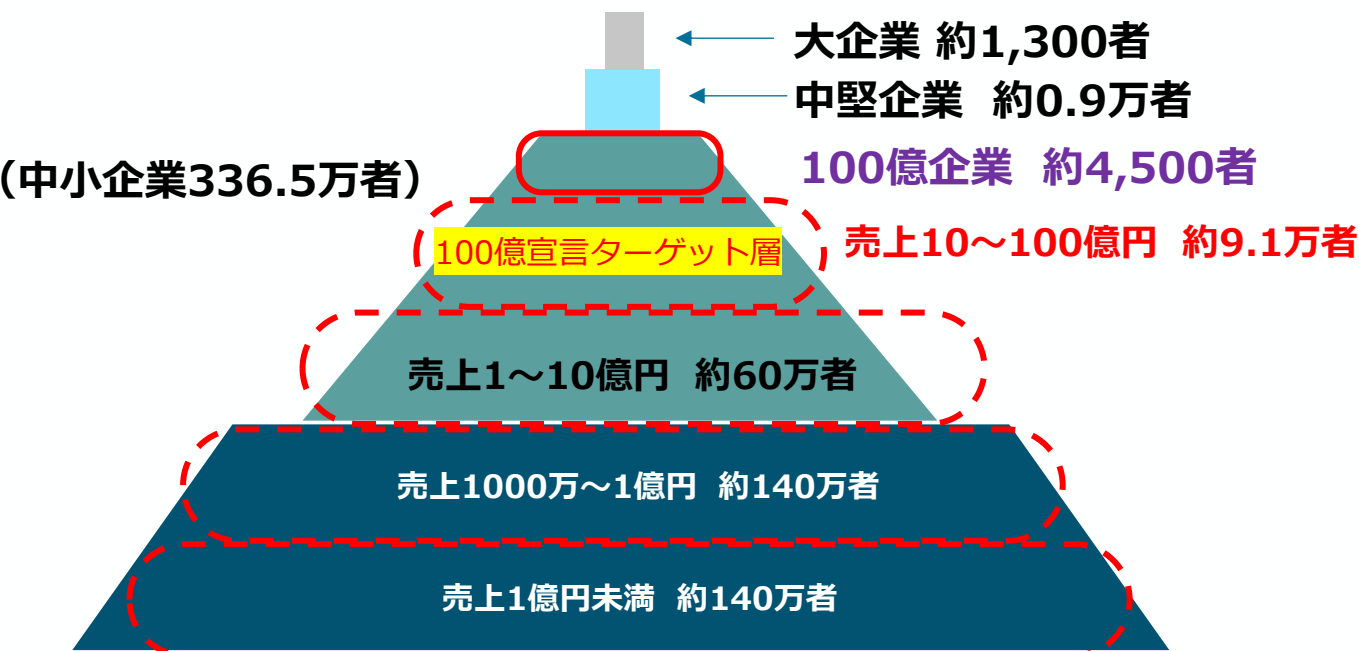 大企業 約1,300者
中堅企業 約0.9万者
（中小企業336.5万者）
100億企業 約4,500者
100億宣言ターゲット層
売上10～100億円 約9.1万者
売上1～10億円 約60万者
売上1000万～1億円 約140万者
売上1億円未満 約140万者